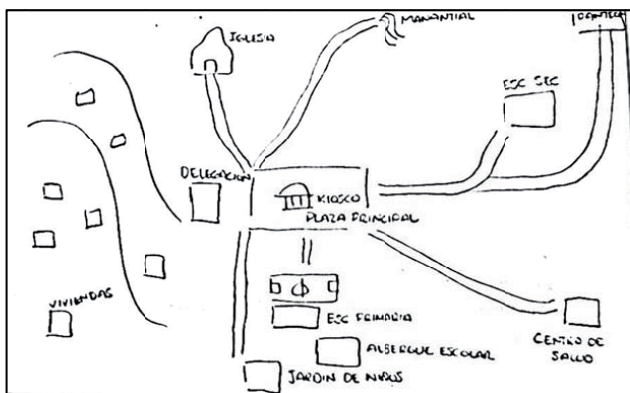 IGLESIA
MANANTIAL
ESC SEC
DELEGACION
KIOSCO
PLAZA PRINCIPAL
VIVIENDAS
ESC PRIMARIA
ALBERGUE ESCOLAR
JARDIN DE NIÑOS
CENTRO DE
SALUD